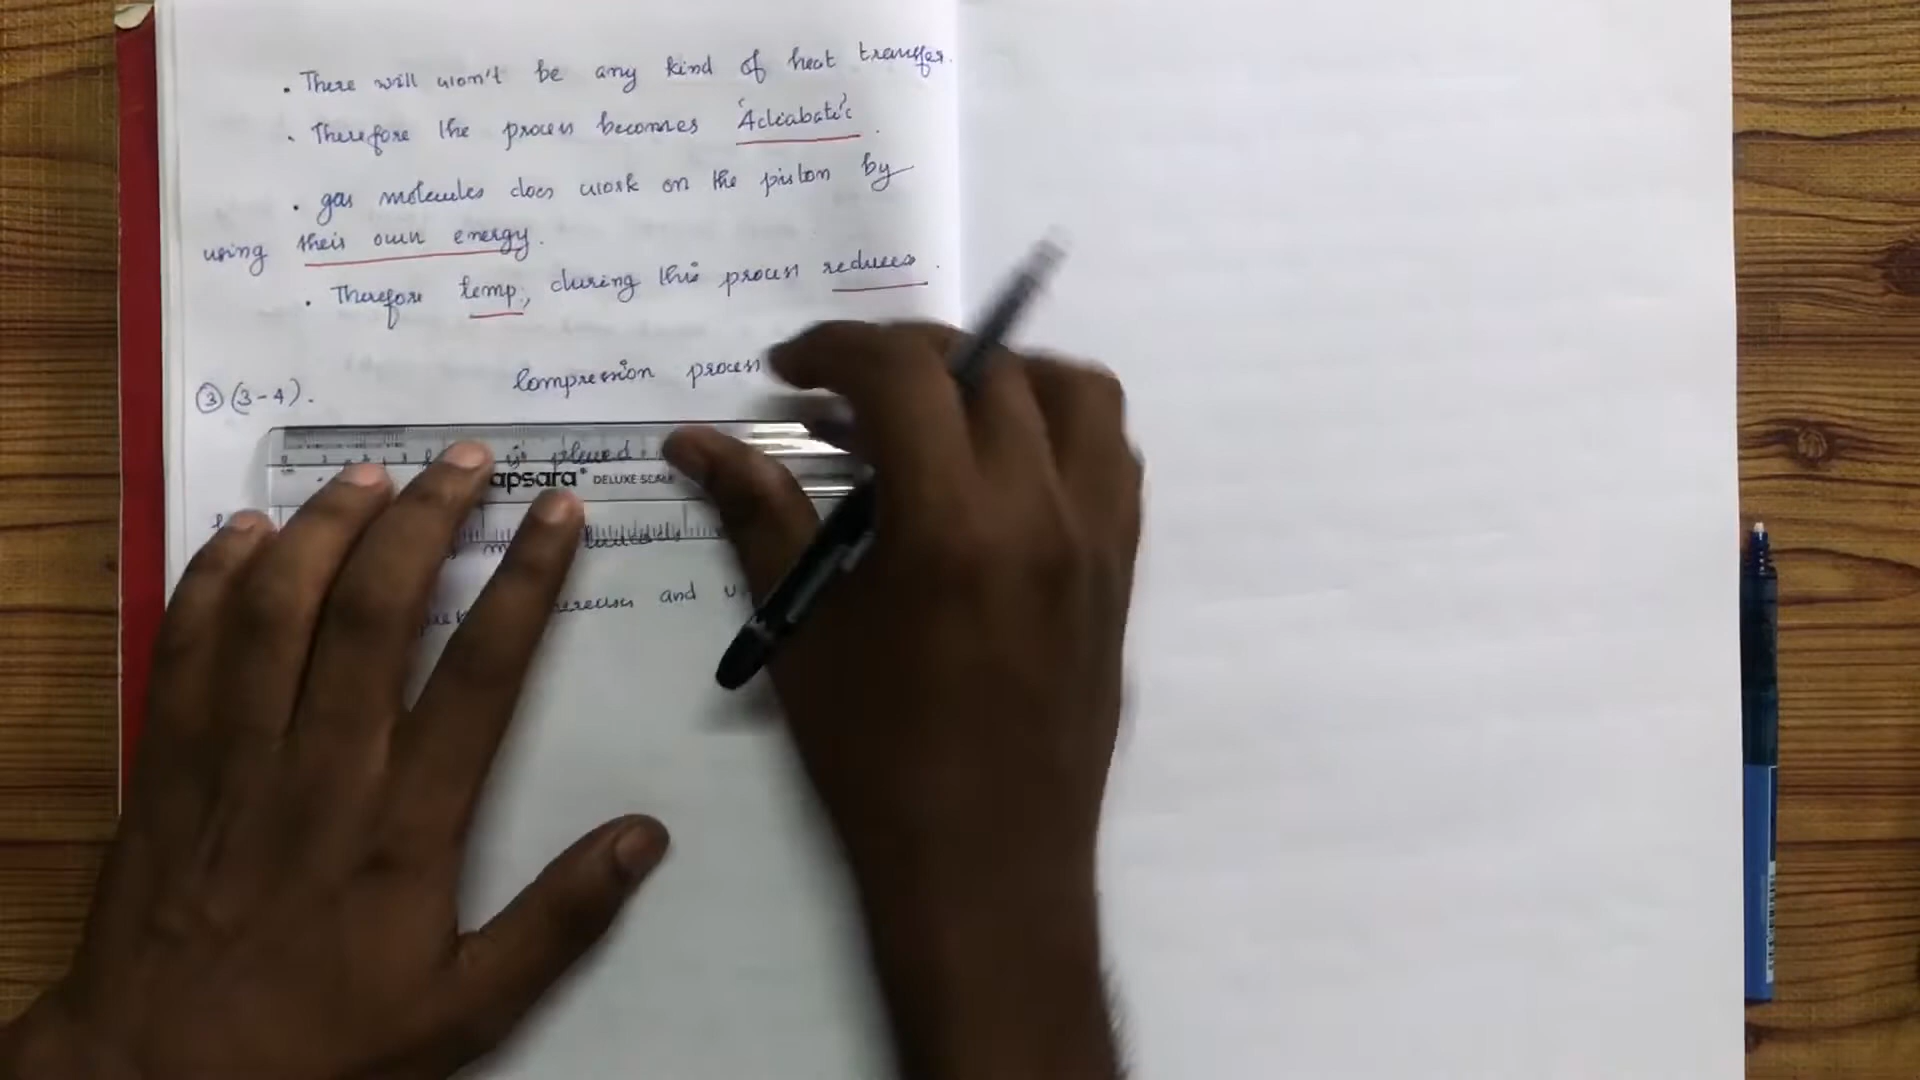 . There will won't be any kind of heat transfer.
. Therefore the process becomes 'Adiabatic'.
. gas molecules does work on the piston by
using their own energy.
. Therefore temp, during this process reduces.
③ (3-4). Compression process
is placed
apsara DELUXE SCALE
and